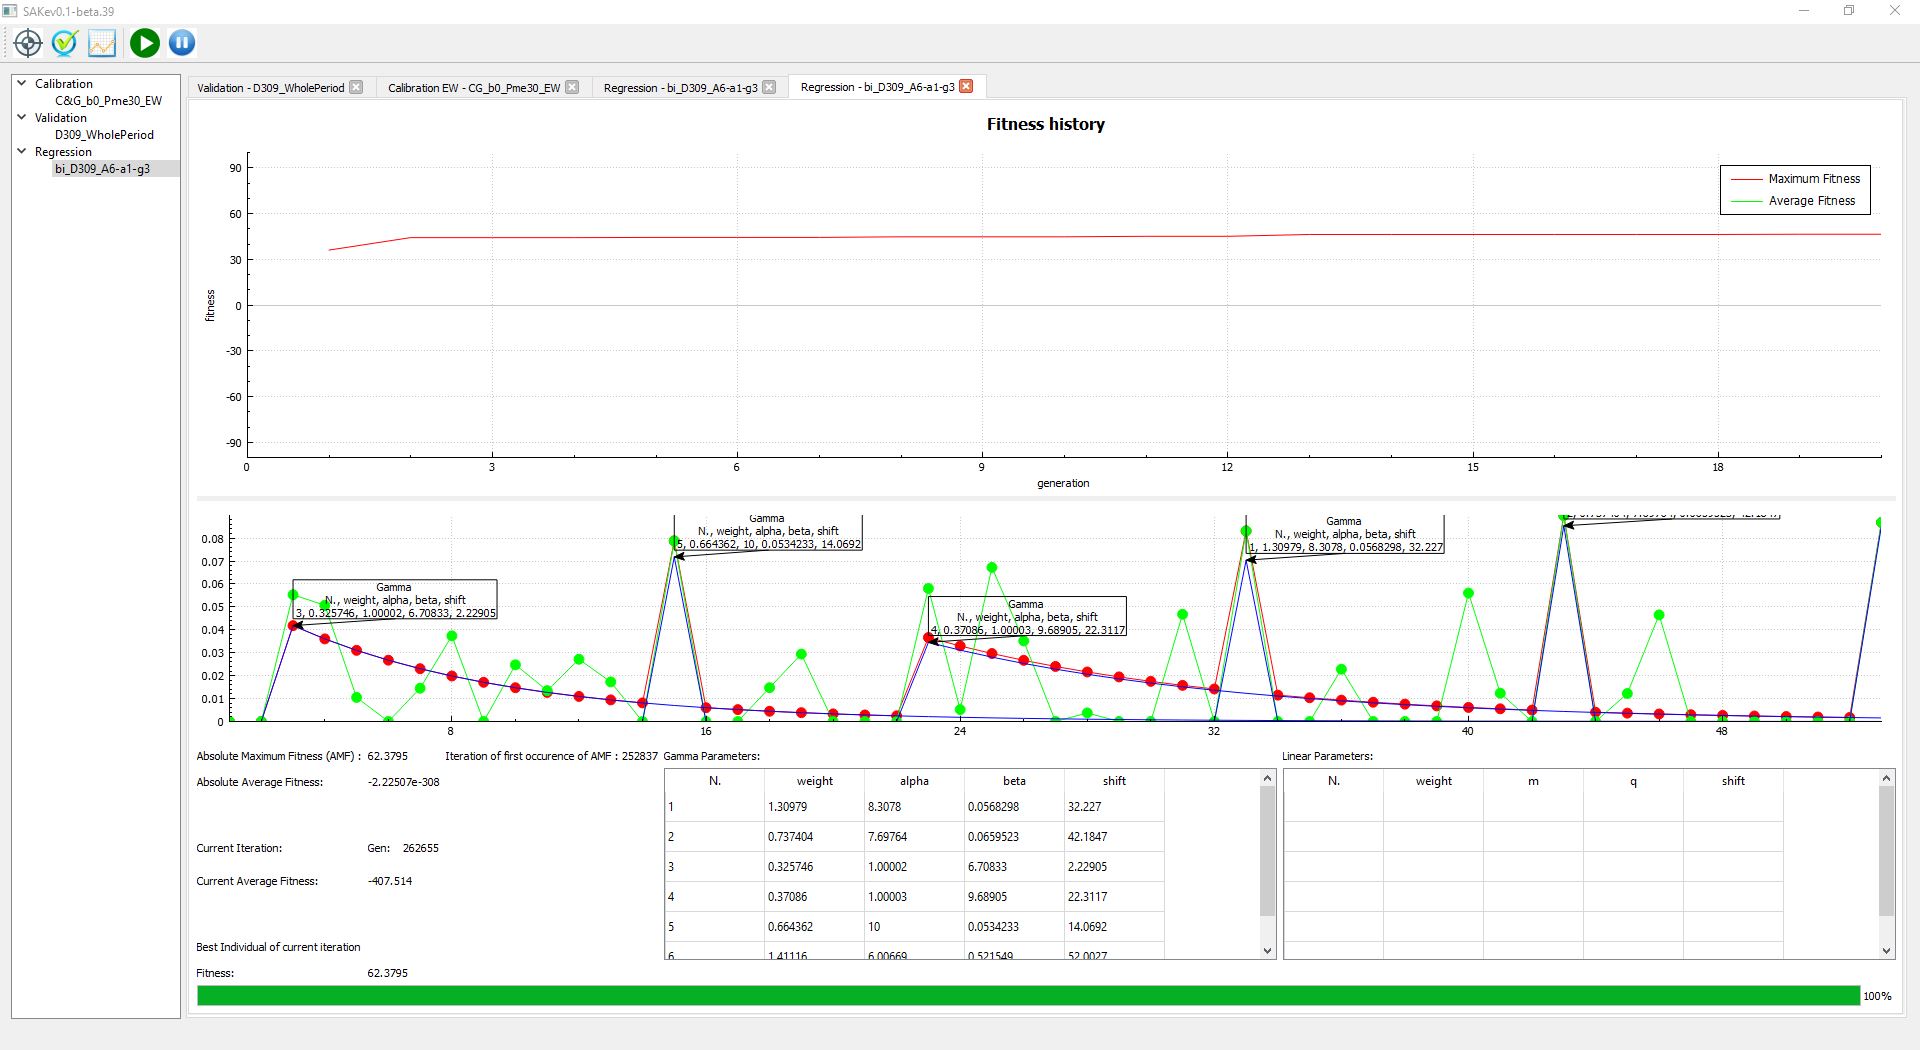 SAKev0.1-beta.39
Calibration
C&G_b0_Pme30_EW
Validation
D309_WholePeriod
Regression
bi_D309_A6-a1-g3
Validation - D309_WholePeriod
Calibration EW - CG_b0_Pme30_EW
Regression - bi_D309_A6-a1-g3
Regression - bi_D309_A6-a1-g3
Fitness history
Maximum Fitness
Average Fitness
fitness
90
60
30
0
-30
-60
-90
0 3 6 9 12 15 18
generation
0.08
0.07
0.06
0.05
0.04
0.03
0.02
0.01
0
Gamma
N., weight, alpha, beta, shift
3, 0.325746, 1.00002, 6.70833, 2.22905
Gamma
N., weight, alpha, beta, shift
5, 0.664362, 10, 0.0534233, 14.0692
Gamma
N., weight, alpha, beta, shift
4, 0.37086, 1.00003, 9.68905, 22.3117
Gamma
N., weight, alpha, beta, shift
1, 1.30979, 8.3078, 0.0568298, 32.227
8 16 24 32 40 48
Absolute Maximum Fitness (AMF) : 62.3795 Iteration of first occurence of AMF : 252837
Absolute Average Fitness: -2.22507e-308
Current Iteration: Gen: 262655
Current Average Fitness: -407.514
Best Individual of current iteration
Fitness: 62.3795
Gamma Parameters:
N. weight alpha beta shift
1 1.30979 8.3078 0.0568298 32.227
2 0.737404 7.69764 0.0659523 42.1847
3 0.325746 1.00002 6.70833 2.22905
4 0.37086 1.00003 9.68905 22.3117
5 0.664362 10 0.0534233 14.0692
6 1.41116 6.00669 0.521549 52.0027
Linear Parameters:
N. weight m q shift
100%